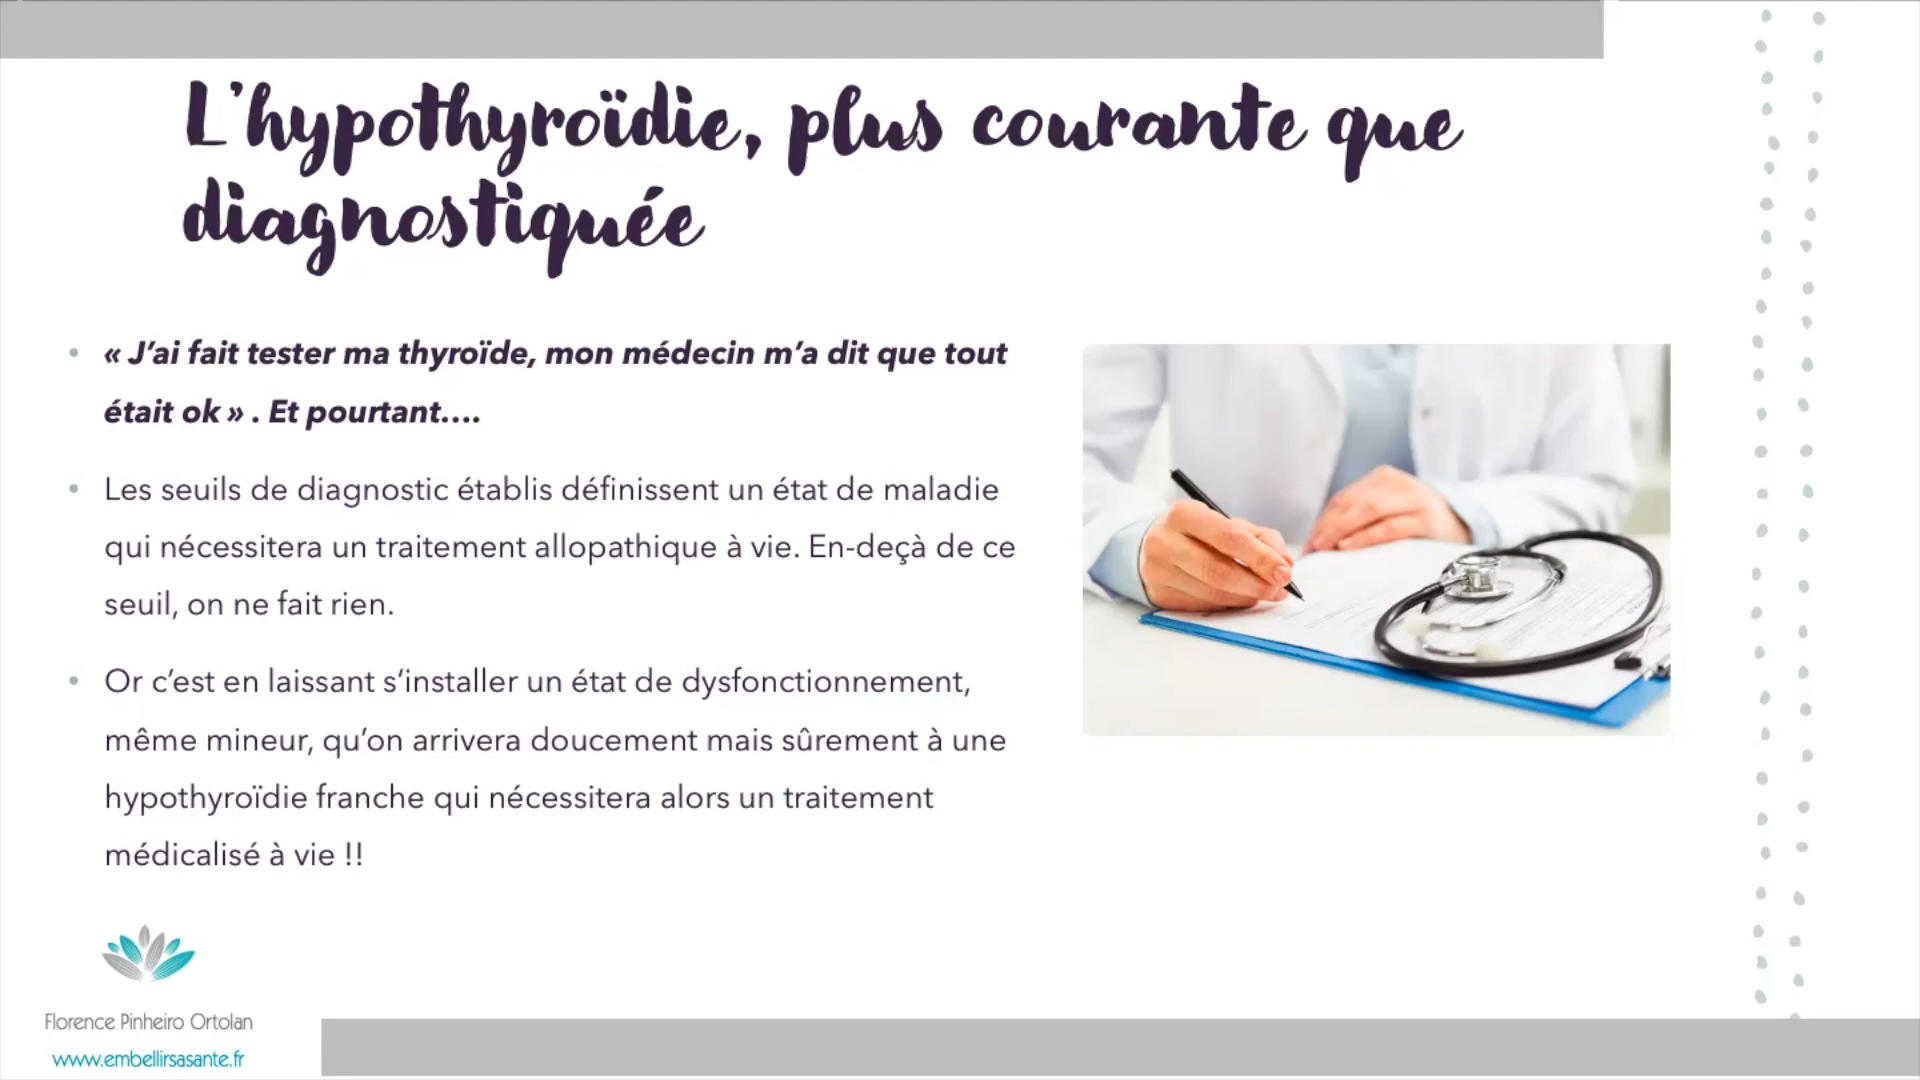 L'hypothyroïdie, plus courante que
diagnostiquée
• « J'ai fait tester ma thyroïde, mon médecin m'a dit que tout
était ok » . Et pourtant....
• Les seuils de diagnostic établis définissent un état de maladie
qui nécessitera un traitement allopathique à vie. En-deçà de ce
seuil, on ne fait rien.
• Or c'est en laissant s'installer un état de dysfonctionnement,
même mineur, qu'on arrivera doucement mais sûrement à une
hypothyroïdie franche qui nécessitera alors un traitement
médicalisé à vie !!
Florence Pinheiro Ortolan
www.embellirsasante.fr